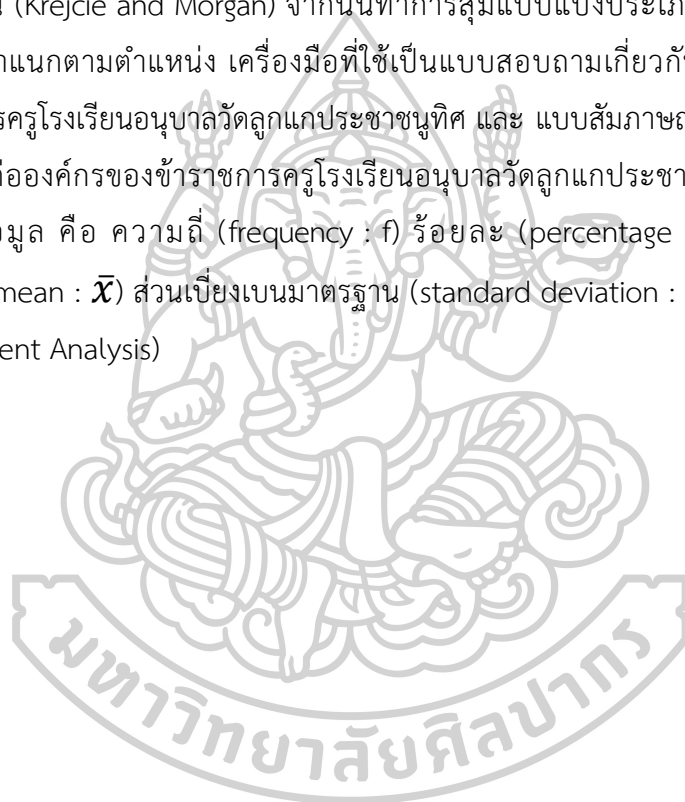 (Krejcie and Morgan) จากนั้นทำการสุ่มแบบแบ่งประเภ
าแนกตามตำแหน่ง เครื่องมือที่ใช้เป็นแบบสอบถามเกี่ยวกั
รครูโรงเรียนอนุบาลวัดลูกแกประชาชนูทิศ และ แบบสัมภาษ
่อองค์กรของข้าราชการครูโรงเรียนอนุบาลวัดลูกแกประชา
มูล คือ ความถี่ (frequency : f) ร้อยละ (percentage
mean : x̄) ส่วนเบี่ยงเบนมาตรฐาน (standard deviation :
ent Analysis)
มหาวิทยาลัยศิลปากร